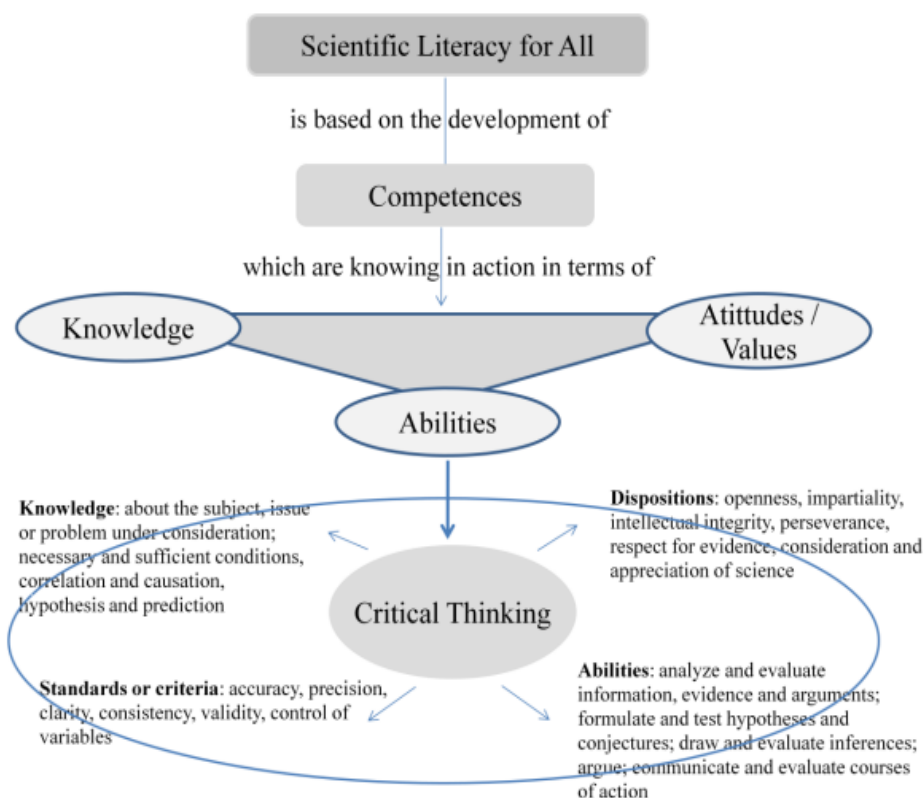 Scientific Literacy for All
is based on the development of
Competences
which are knowing in action in terms of
Knowledge
Atittudes /
Values
Abilities
Knowledge: about the subject, issue
or problem under consideration;
necessary and sufficient conditions,
correlation and causation,
hypothesis and prediction
Dispositions: openness, impartiality,
intellectual integrity, perseverance,
respect for evidence, consideration and
appreciation of science
Critical Thinking
Standards or criteria: accuracy, precision,
clarity, consistency, validity, control of
variables
Abilities: analyze and evaluate
information, evidence and arguments;
formulate and test hypotheses and
conjectures; draw and evaluate inferences;
argue; communicate and evaluate courses
of action